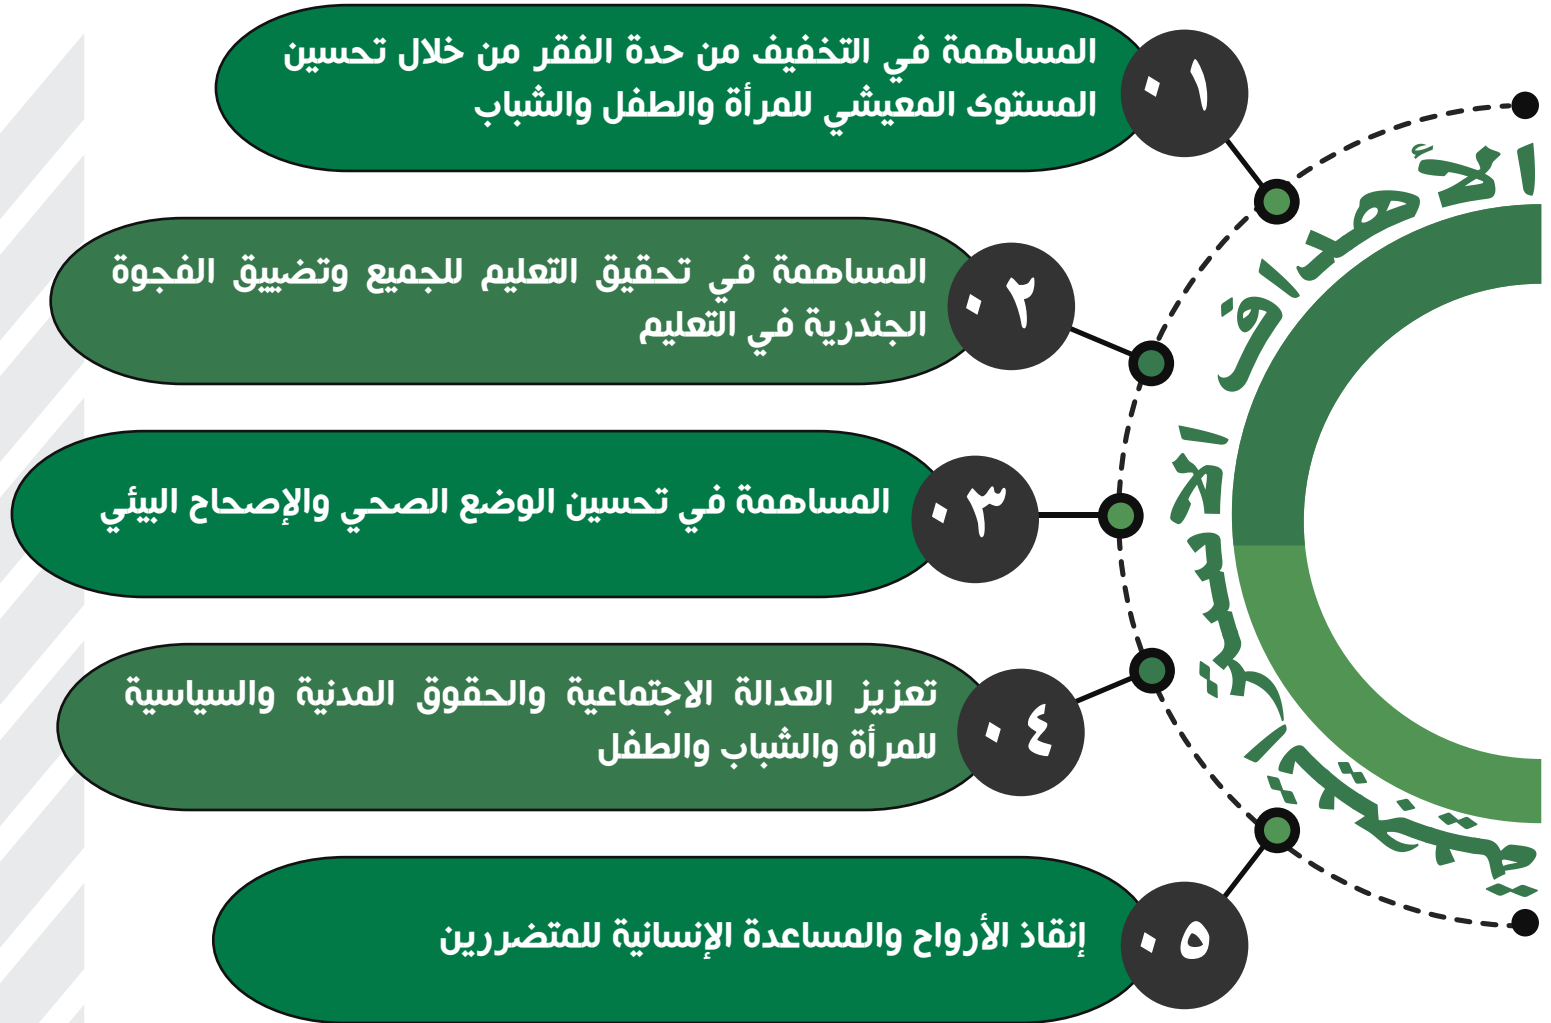 الأهداف الاستراتيجية
٠١
المساهمة في التخفيف من حدة الفقر من خلال تحسين
المستوى المعيشي للمرأة والطفل والشباب
٠٢
المساهمة في تحقيق التعليم للجميع وتضييق الفجوة
الجندرية في التعليم
٠٣
المساهمة في تحسين الوضع الصحي والإصحاح البيئي
٠٤
تعزيز العدالة الاجتماعية والحقوق المدنية والسياسية
للمرأة والشباب والطفل
٠٥
إنقاذ الأرواح والمساعدة الإنسانية للمتضررين